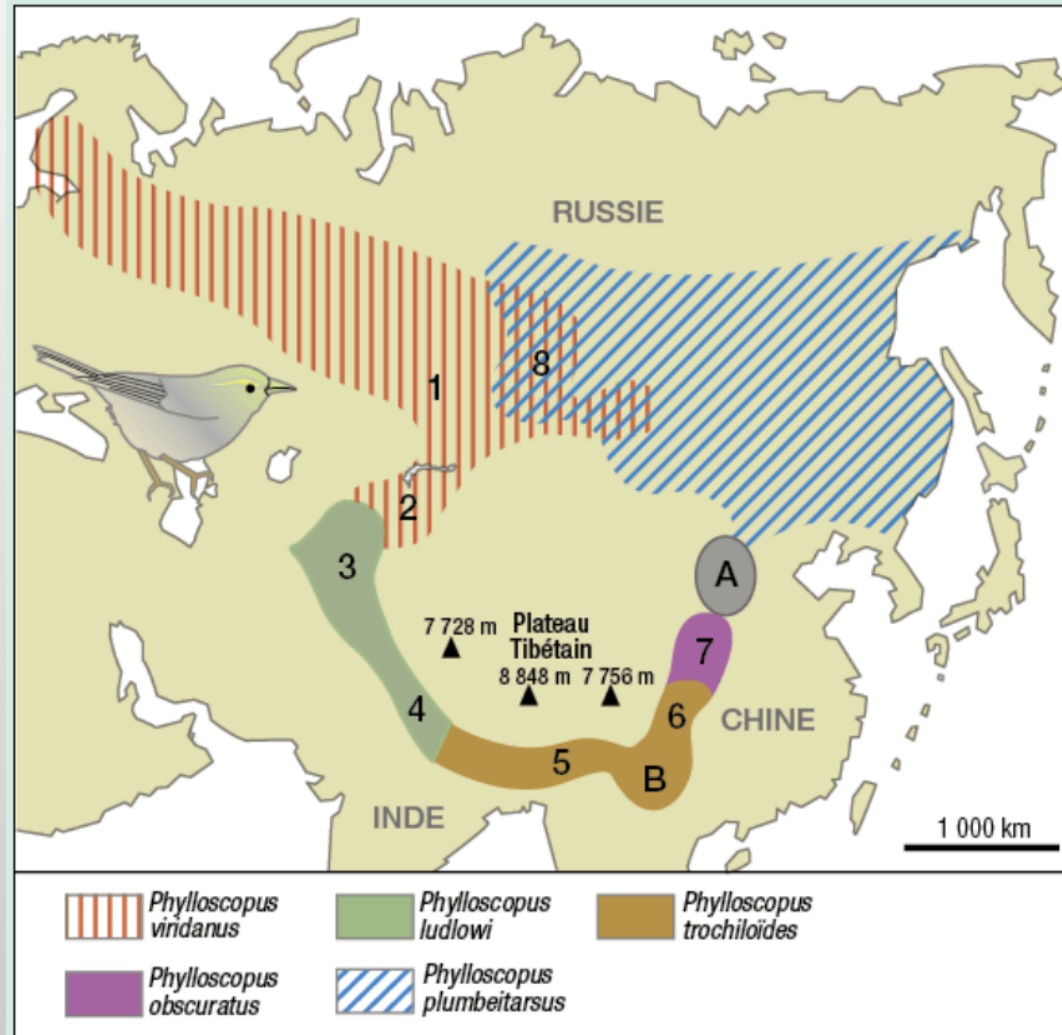 RUSSIE
8
1
2
3
A
7 728 m
Plateau
Tibétain
7
8 848 m
7 756 m
4
6
CHINE
5
B
INDE
1 000 km
Phylloscopus
viridanus
Phylloscopus
ludlowi
Phylloscopus
trochiloïdes
Phylloscopus
obscuratus
Phylloscopus
plumbeitarsus